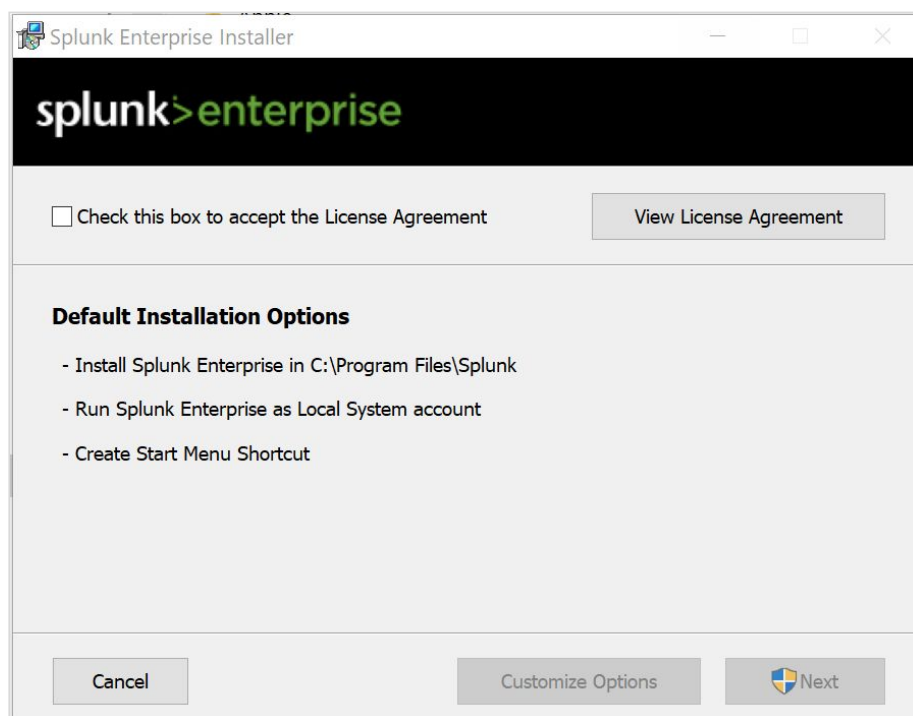 Splunk Enterprise Installer
splunk>enterprise
Check this box to accept the License Agreement
View License Agreement
Default Installation Options
- Install Splunk Enterprise in C:\Program Files\Splunk
- Run Splunk Enterprise as Local System account
- Create Start Menu Shortcut
Cancel
Customize Options
Next